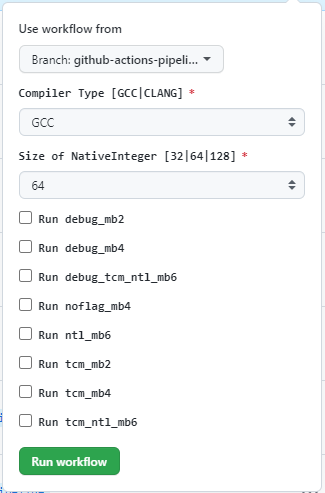 Use workflow from
Branch: github-actions-pipeli...
Compiler Type [GCC|CLANG] *
GCC
Size of NativeInteger [32|64|128] *
64
Run debug_mb2
Run debug_mb4
Run debug_tcm_ntl_mb6
Run noflag_mb4
Run ntl_mb6
Run tcm_mb2
Run tcm_mb4
Run tcm_ntl_mb6
Run workflow